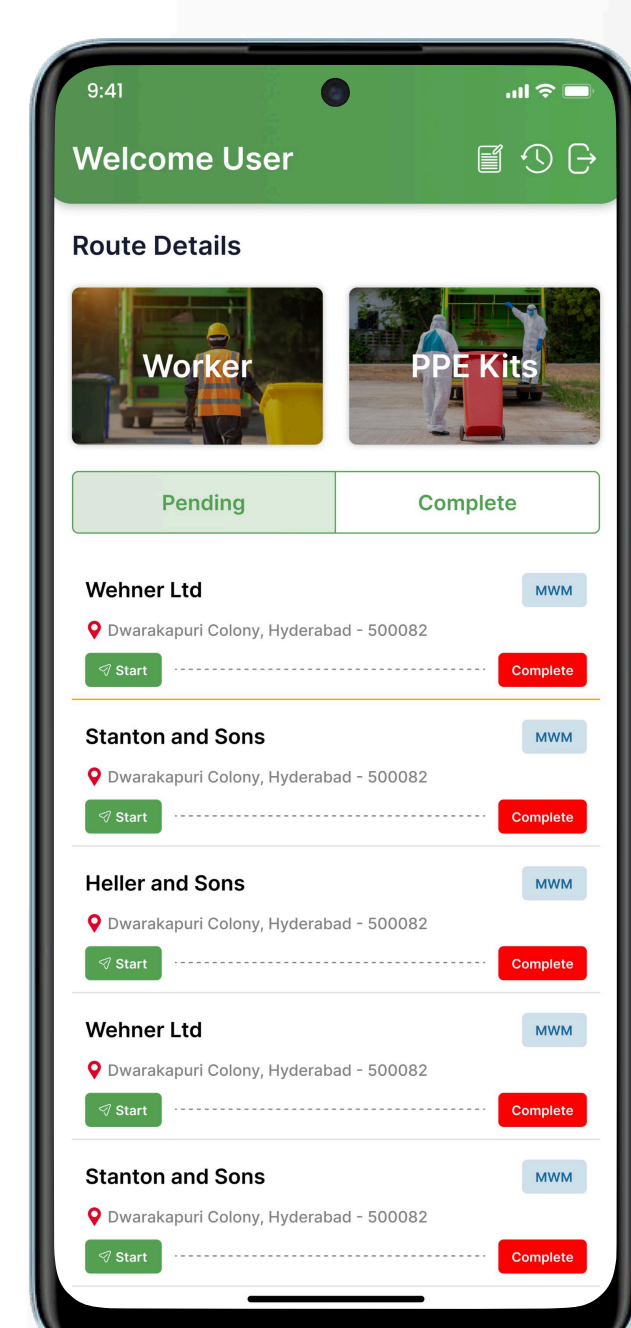 9:41
Welcome User
Route Details
Worker
PPE Kits
Pending
Complete
Wehner Ltd
MWM
Dwarakapuri Colony, Hyderabad - 500082
Start
Complete
Stanton and Sons
MWM
Dwarakapuri Colony, Hyderabad - 500082
Start
Complete
Heller and Sons
MWM
Dwarakapuri Colony, Hyderabad - 500082
Start
Complete
Wehner Ltd
MWM
Dwarakapuri Colony, Hyderabad - 500082
Start
Complete
Stanton and Sons
MWM
Dwarakapuri Colony, Hyderabad - 500082
Start
Complete